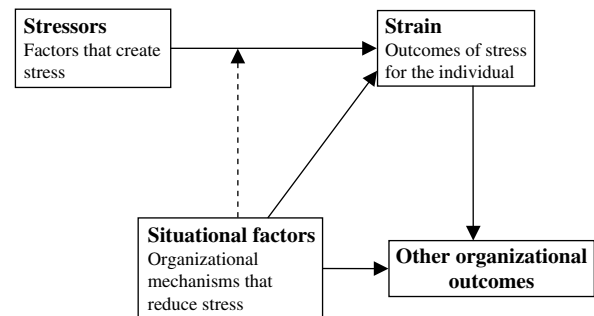 Stressors
Factors that create
stress
Strain
Outcomes of stress
for the individual
Situational factors
Organizational
mechanisms that
reduce stress
Other organizational
outcomes